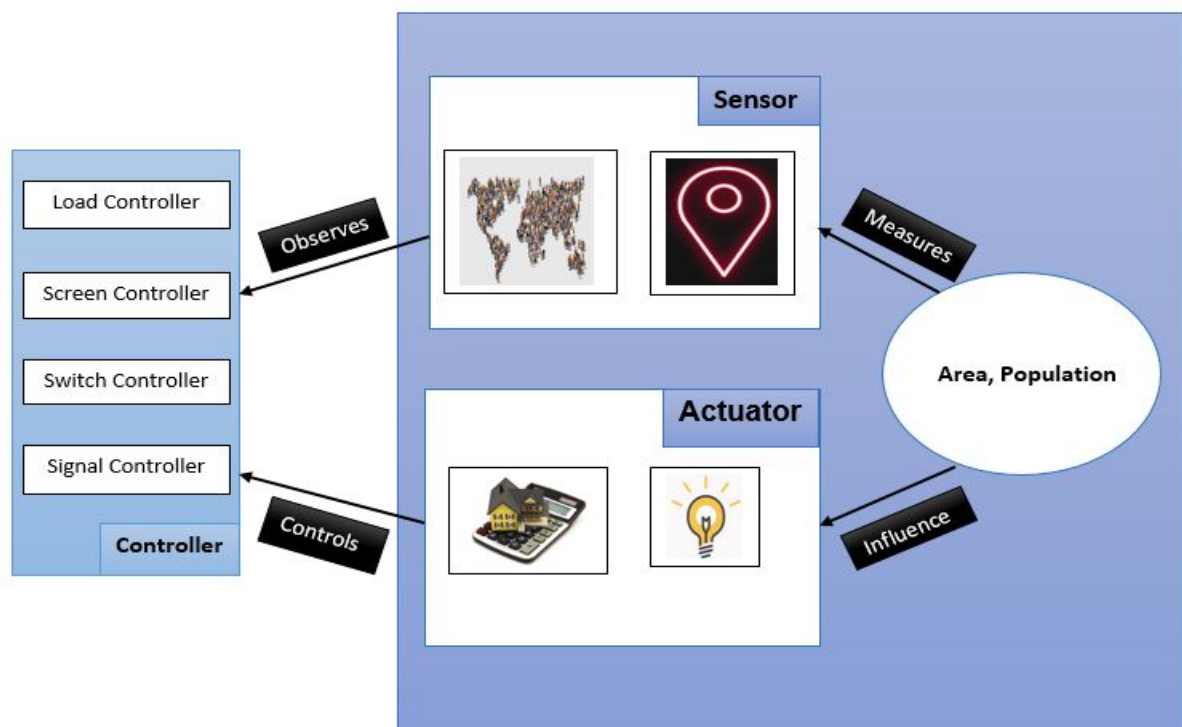 Sensor
Load Controller
Observes
Measures
Screen Controller
Switch Controller
Area, Population
Actuator
Signal Controller
Controls
Influence
Controller